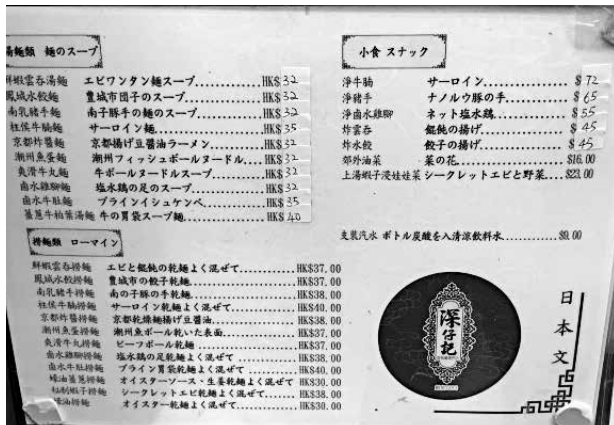 湯麵類 麺のスープ
鮮蝦雲吞湯麵 エビワンタン麺スープ HK$32
鳳城水餃麵 豊城市団子のスープ HK$32
南乳豬手麵 南子豚手の麺のスープ HK$32
柱侯牛腩麵 サーロイン麺 HK$35
京都炸醬麵 京都揚げ豆醤油ラーメン HK$32
潮州魚蛋麵 潮州フィッシュボールヌードル HK$32
爽滑牛丸麵 牛ボールヌードルスープ HK$32
鹵水雞腳麵 塩水鶏の足のスープ HK$32
鹵水牛肚麵 ブラインイシュケンベ HK$35
薑蔥牛柏葉湯麵 牛の胃袋スープ麺 HK$40
撈麵類 ローマイン
鮮蝦雲吞撈麵 エビと餛飩の乾麺よく混ぜて HK$37.00
鳳城水餃撈麵 豊城市の餃子乾麺 HK$37.00
南乳豬手撈麵 南の子豚の手乾麺 HK$38.00
柱侯牛腩撈麵 サーロイン乾麺よく混ぜて HK$40.00
京都炸醬撈麵 京都乾燥麺揚げ豆醤油 HK$38.00
潮州魚蛋撈麵 潮州魚ボール乾いた表面 HK$37.00
爽滑牛丸撈麵 ビーフボール乾麺 HK$37.00
鹵水雞腳撈麵 塩水鶏の足乾麺よく混ぜて HK$38.00
鹵水牛肚撈麵 ブライン胃袋乾麺よく混ぜて HK$40.00
蠔油薑蔥撈麵 オイスターソース・生姜乾麺よく混ぜて HK$30.00
秘制蝦子撈麵 シークレットエビ乾麺よく混ぜて HK$38.00
蠔油撈麵 オイスター乾麺よく混ぜて HK$30.00
小食 スナック
淨牛腩 サーロイン $72
淨豬手 ナノルウ豚の手 $65
淨鹵水雞腳 ネット塩水鶏 $55
炸雲吞 餛飩の揚げ $45
炸水餃 餃子の揚げ $45
郊外油菜 菜の花 $16.00
上湯蝦子浸娃娃菜 シークレットエビと野菜 $23.00
支裝汽水 ボトル炭酸を入清涼飲料水 $9.00
深仔記
日本文